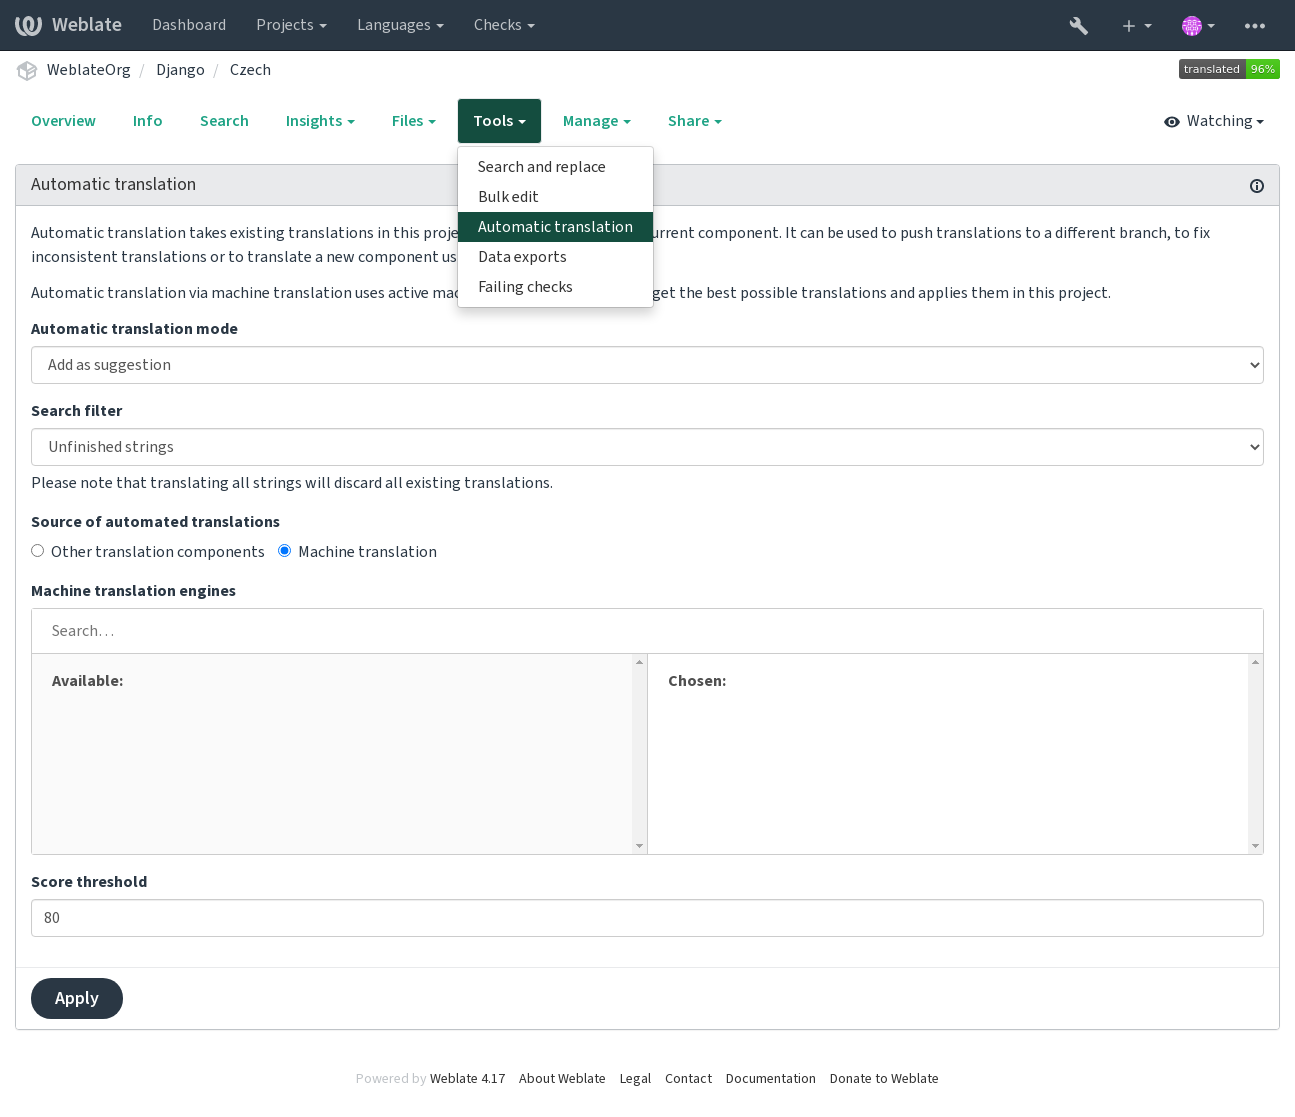 Weblate Dashboard Projects Languages Checks
WeblateOrg / Django / Czech translated 96%
Overview Info Search Insights Files Tools Manage Share Watching
Search and replace
Bulk edit
Automatic translation
Data exports
Failing checks
Automatic translation
Automatic translation takes existing translations in this proje urrent component. It can be used to push translations to a different branch, to fix
inconsistent translations or to translate a new component us
Automatic translation via machine translation uses active mac get the best possible translations and applies them in this project.
Automatic translation mode
Add as suggestion
Search filter
Unfinished strings
Please note that translating all strings will discard all existing translations.
Source of automated translations
Other translation components Machine translation
Machine translation engines
Search…
Available: Chosen:
Score threshold
80
Apply
Powered by Weblate 4.17 About Weblate Legal Contact Documentation Donate to Weblate